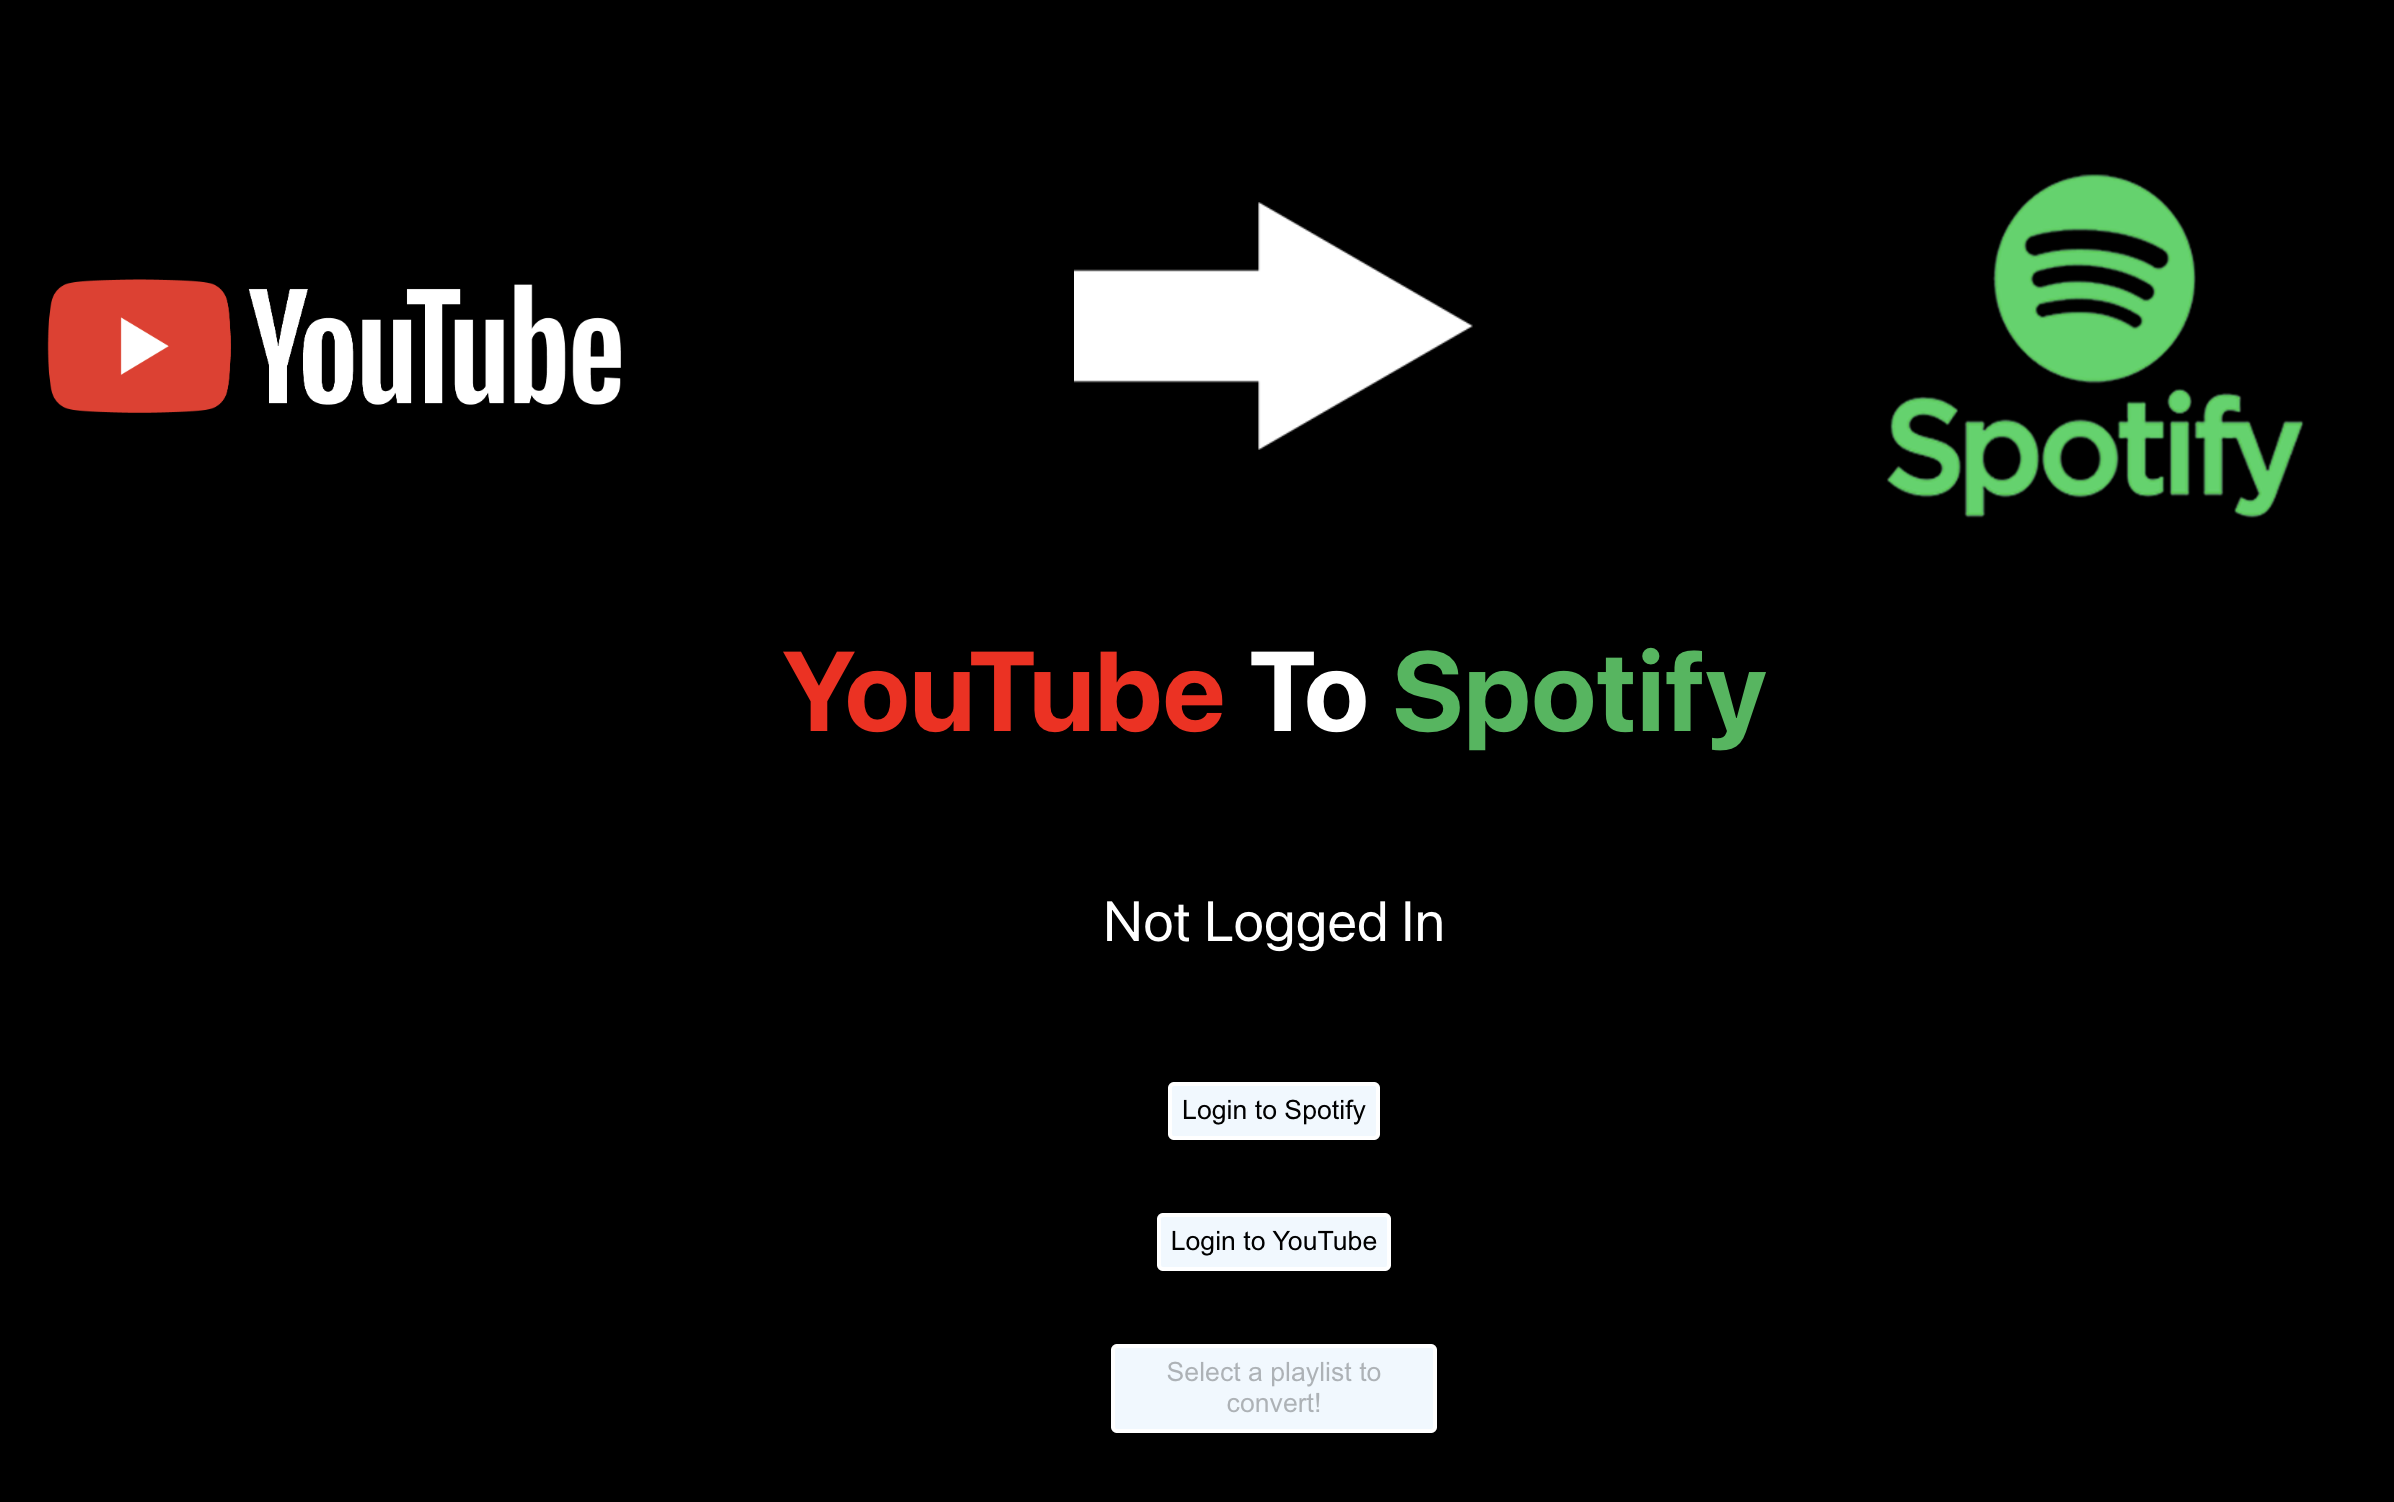 YouTube
Spotify
YouTube To Spotify
Not Logged In
Login to Spotify
Login to YouTube
Select a playlist to
convert!